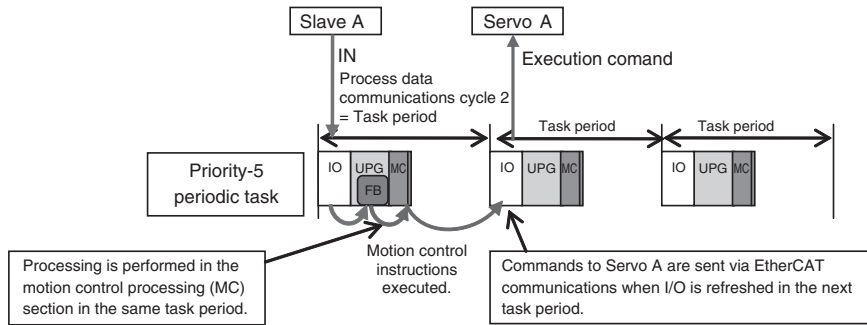 Slave A
Servo A
IN
Execution comand
Process data
communications cycle 2
= Task period
Task period
Task period
Priority-5
periodic task
IO
UPG
MC
FB
IO
UPG
MC
IO
UPG
MC
Processing is performed in the
motion control processing (MC)
section in the same task period.
Motion control
instructions
executed.
Commands to Servo A are sent via EtherCAT
communications when I/O is refreshed in the next
task period.